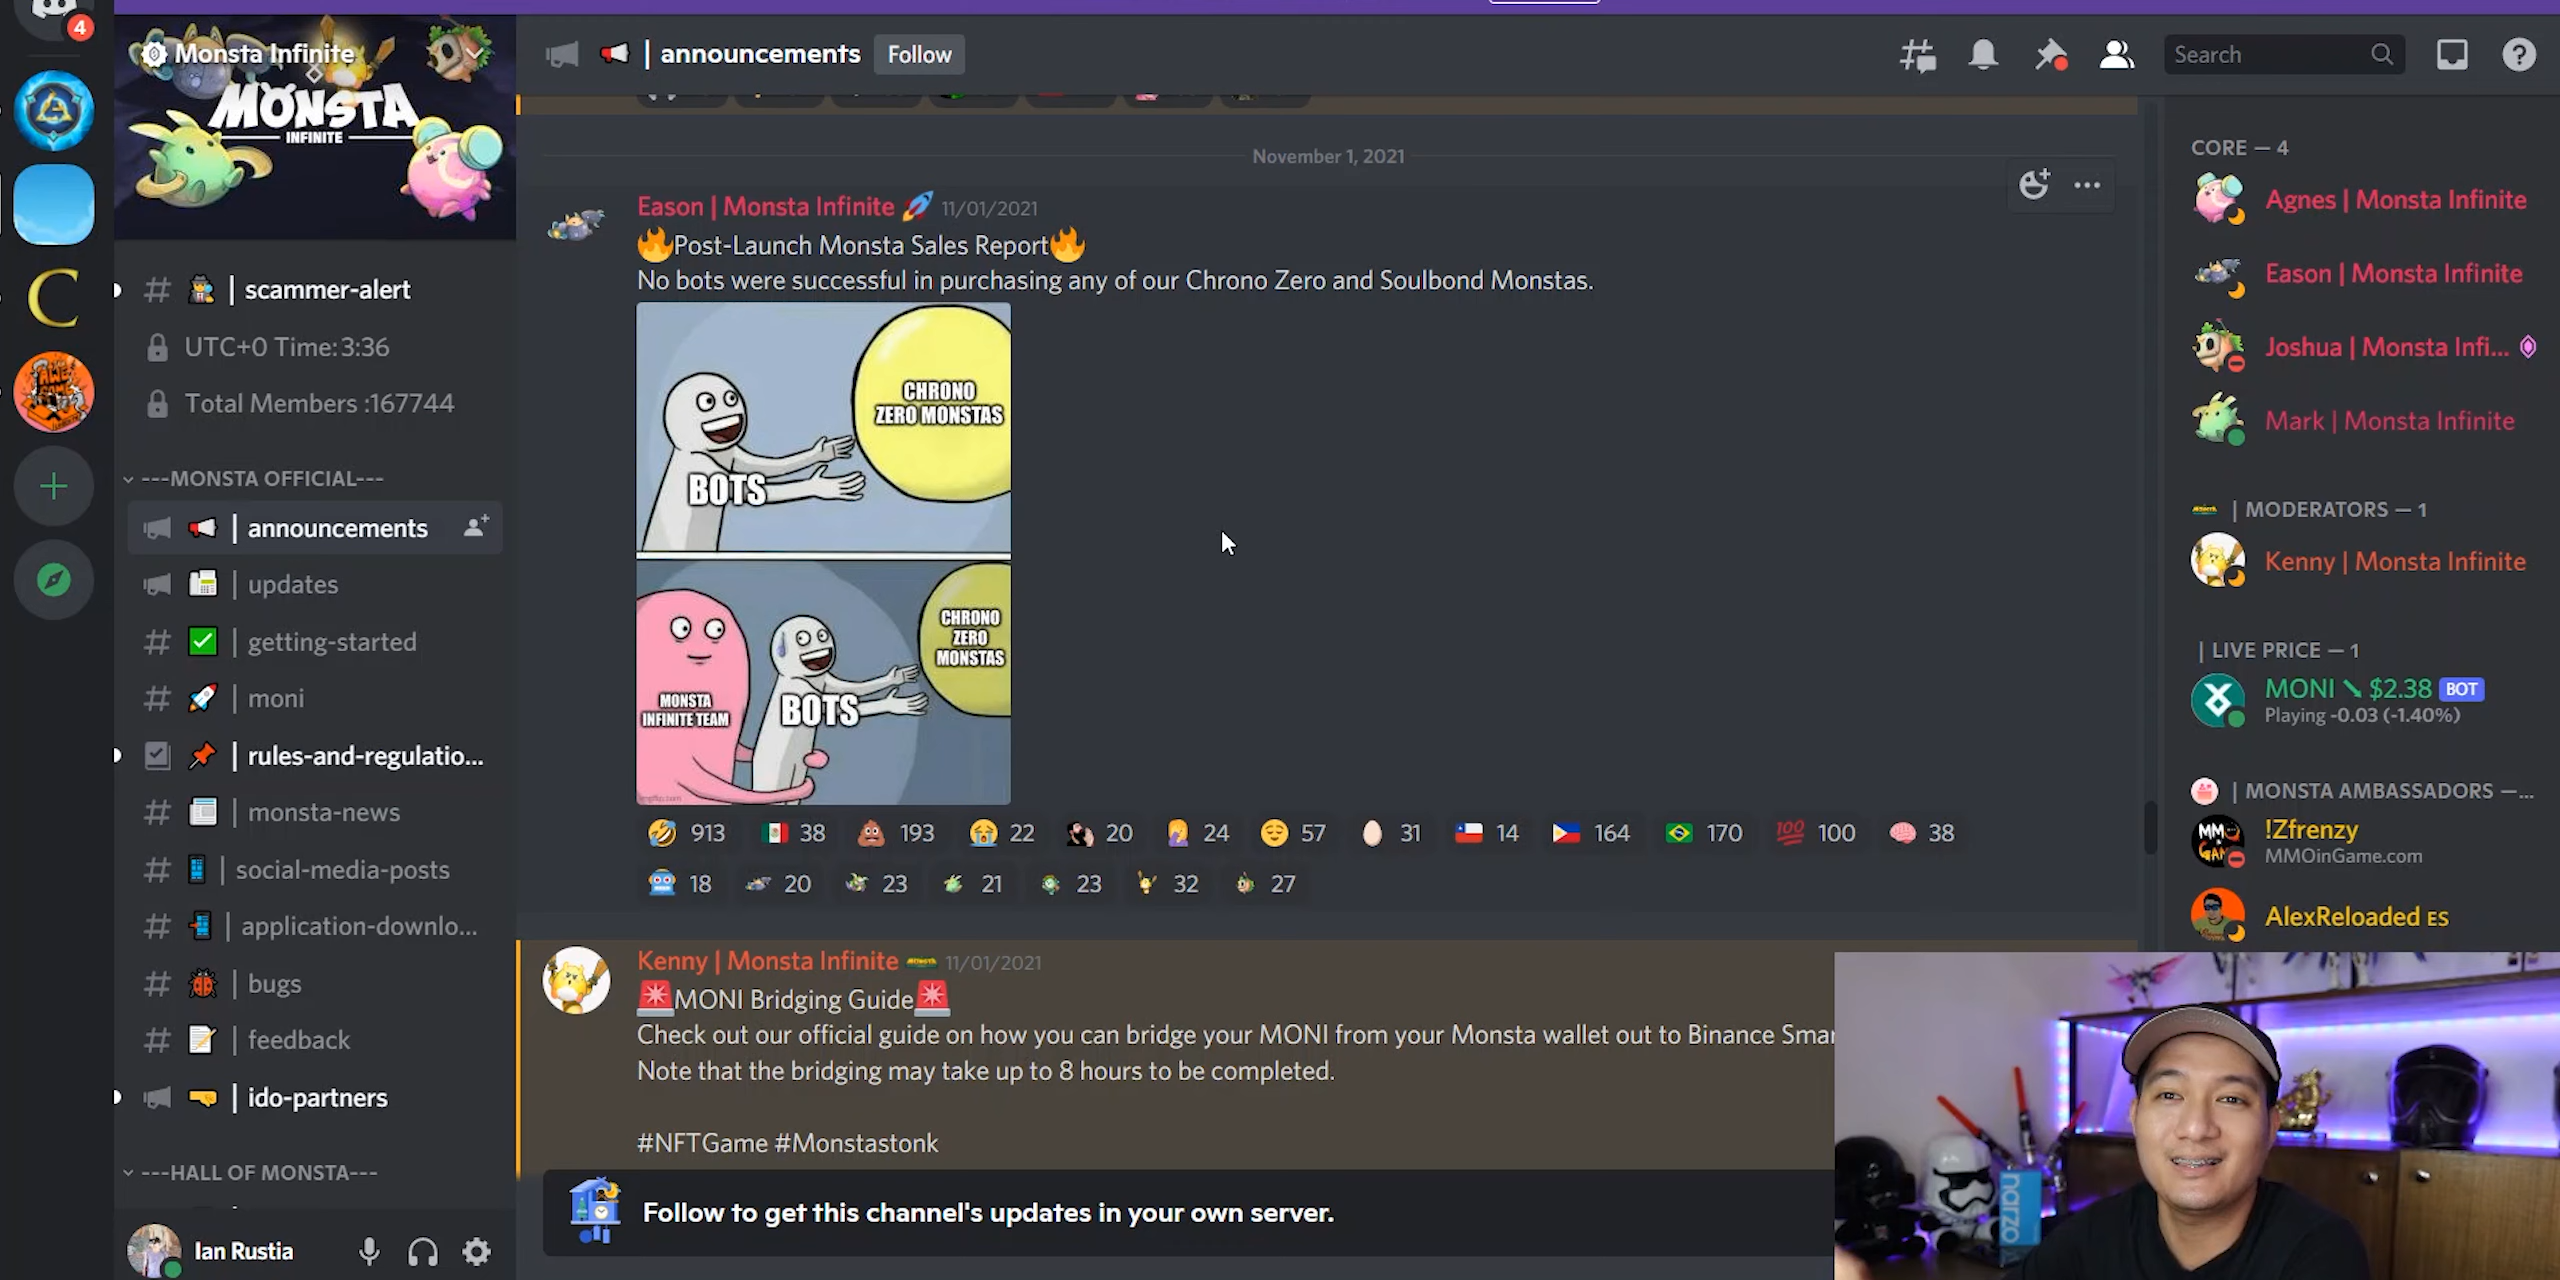 4
Monsta Infinite
MONSTA
INFINITE
| scammer-alert
UTC+0 Time: 3:36
Total Members :167744
---MONSTA OFFICIAL---
| announcements
| updates
| getting-started
| moni
| rules-and-regulatio...
| monsta-news
| social-media-posts
| application-downlo...
| bugs
| feedback
| ido-partners
---HALL OF MONSTA---
Ian Rustia
| announcements
Follow
Search
November 1, 2021
Eason | Monsta Infinite 🚀 11/01/2021
🔥Post-Launch Monsta Sales Report🔥
No bots were successful in purchasing any of our Chrono Zero and Soulbond Monstas.
CHRONO
ZERO MONSTAS
BOTS
CHRONO
ZERO
MONSTAS
MONSTA
INFINITE TEAM
BOTS
imgflip.com
913 38 193 22 20 24 57 31 14 164 170 100 100 38
18 20 23 21 23 32 27
Kenny | Monsta Infinite 11/01/2021
🚨MONI Bridging Guide🚨
Check out our official guide on how you can bridge your MONI from your Monsta wallet out to Binance Smar
Note that the bridging may take up to 8 hours to be completed.
#NFTGame #Monstastonk
Follow to get this channel's updates in your own server.
CORE — 4
Agnes | Monsta Infinite
Eason | Monsta Infinite
Joshua | Monsta Infi...
Mark | Monsta Infinite
| MODERATORS — 1
Kenny | Monsta Infinite
| LIVE PRICE — 1
MONI ↘ $2.38 BOT
Playing -0.03 (-1.40%)
| MONSTA AMBASSADORS —...
!Zfrenzy
MMOinGame.com
AlexReloaded ES
narzo